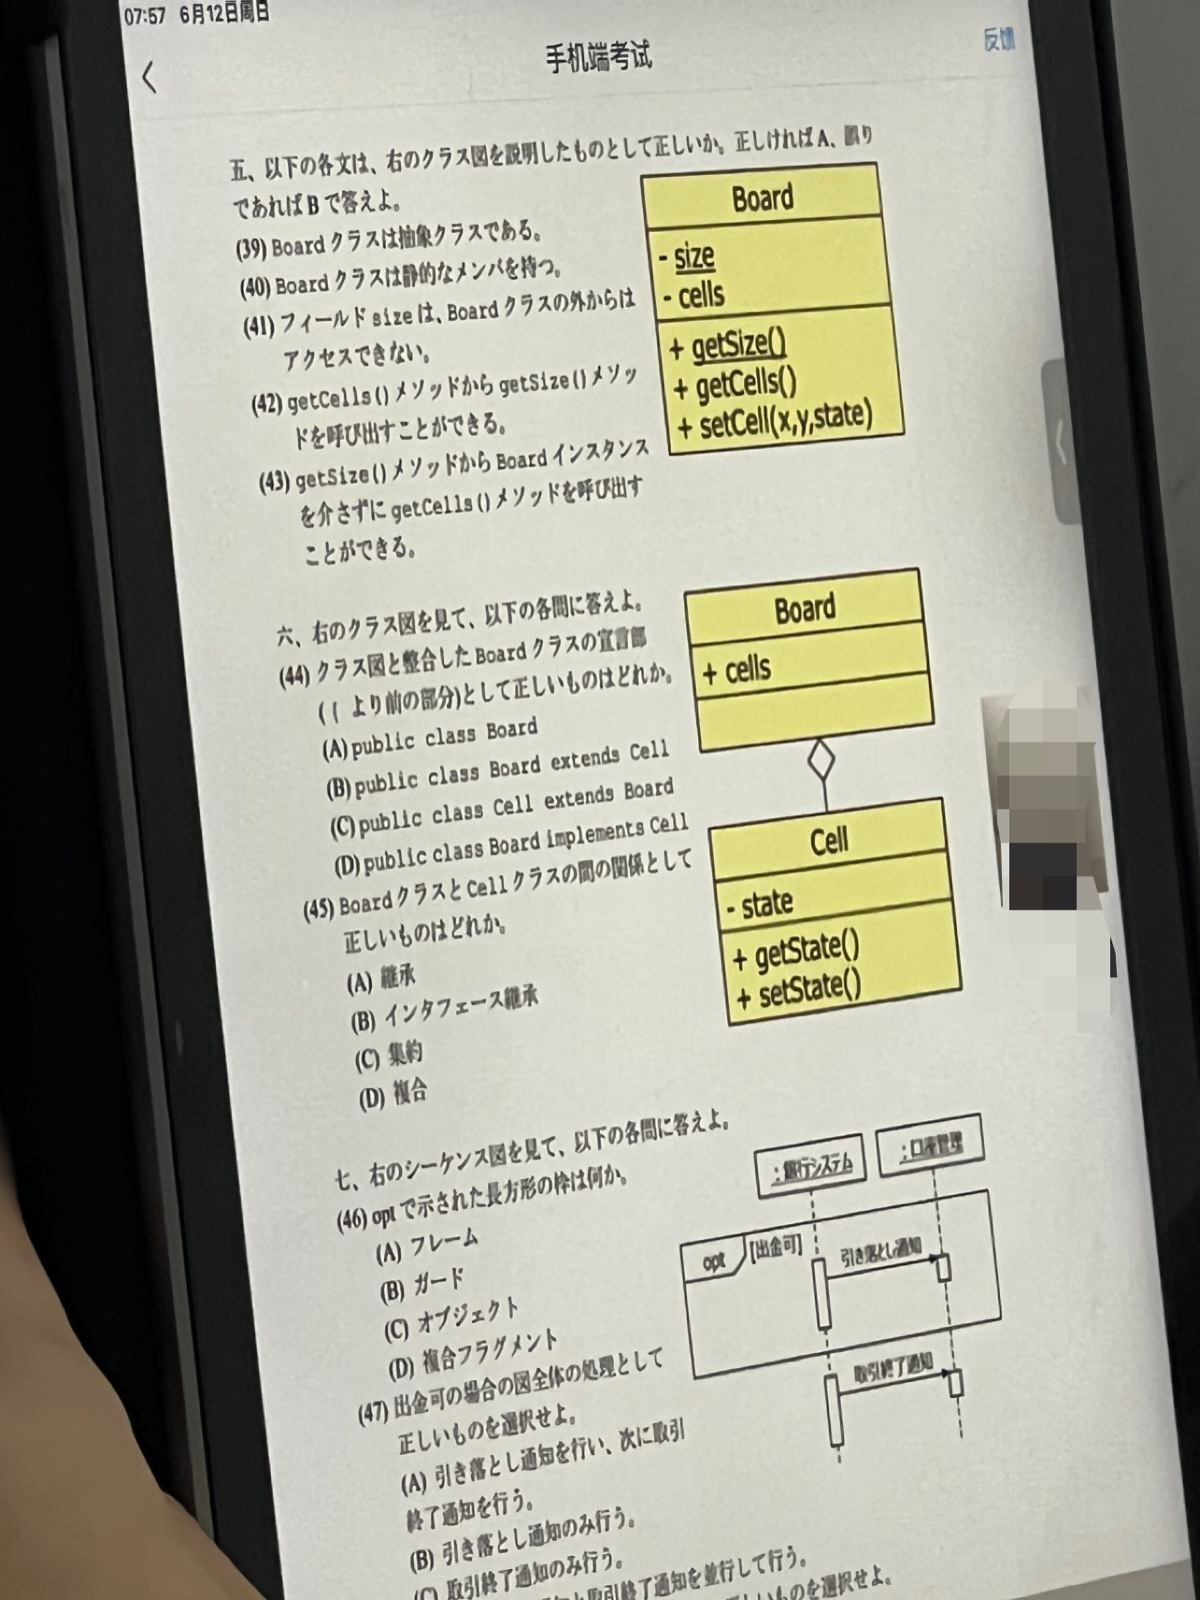 07:57 6月12日周日
手机端考试
反馈
五、以下の各文は、右のクラス図を説明したものとして正しいか。正しければA、誤り
であればBで答えよ。
(39) Boardクラスは抽象クラスである。
(40) Boardクラスは静的なメンバを持つ。
(41) フィールドsizeは、Boardクラスの外からは
アクセスできない。
(42) getCells()メソッドからgetSize()メソッ
ドを呼び出すことができる。
(43) getSize()メソッドからBoardインスタンス
を介さずにgetCells()メソッドを呼び出す
ことができる。
Board
- size
- cells
+ getSize()
+ getCells()
+ setCell(x,y,state)
六、右のクラス図を見て、以下の各問に答えよ。
(44) クラス図と整合したBoardクラスの宣言部
({ より前の部分)として正しいものはどれか。
(A) public class Board
(B) public class Board extends Cell
(C) public class Cell extends Board
(D) public class Board implements Cell
(45) BoardクラスとCellクラスの間の関係として
正しいものはどれか。
(A) 継承
(B) インタフェース継承
(C) 集約
(D) 複合
Board
+ cells
Cell
- state
+ getState()
+ setState()
七、右のシーケンス図を見て、以下の各問に答えよ。
(46) optで示された長方形の枠は何か。
(A) フレーム
(B) ガード
(C) オブジェクト
(D) 複合フラグメント
(47) 出金可の場合の図全体の処理として
正しいものを選択せよ。
(A) 引き落とし通知を行い、次に取引
終了通知を行う。
(B) 引き落とし通知のみ行う。
(C) 取引終了通知のみ行う。
と取引終了通知を並行して行う。
正しいものを選択せよ。
:銀行システム
:口座管理
opt
[出金可]
引き落とし通知
取引終了通知